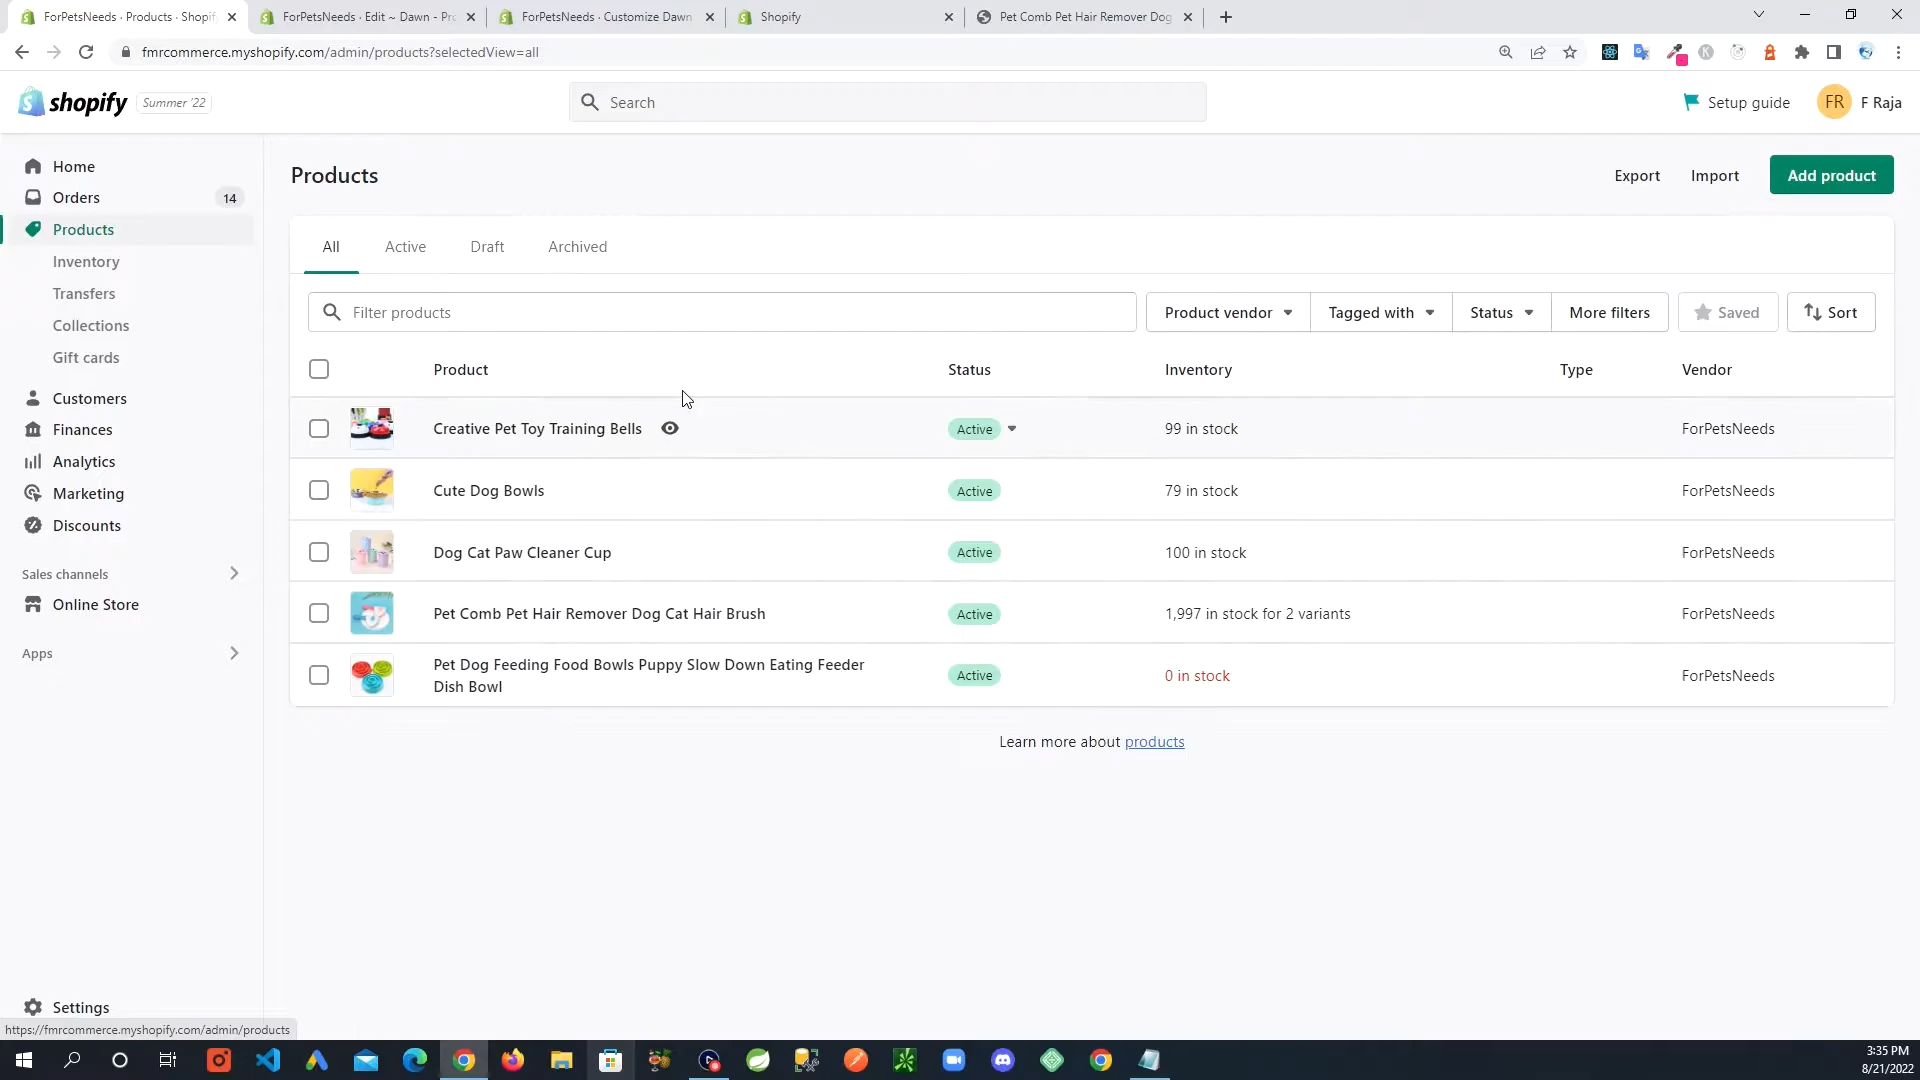 ForPetsNeeds · Products · Shopif
ForPetsNeeds · Edit ~ Dawn - Pro
ForPetsNeeds · Customize Dawn
Shopify
Pet Comb Pet Hair Remover Dog
fmrcommerce.myshopify.com/admin/products?selectedView=all
shopify
Summer '22
Search
Setup guide
FR
F Raja
Home
Orders
14
Products
Inventory
Transfers
Collections
Gift cards
Customers
Finances
Analytics
Marketing
Discounts
Sales channels
Online Store
Apps
Settings
https://fmrcommerce.myshopify.com/admin/products
Products
Export
Import
Add product
All
Active
Draft
Archived
Filter products
Product vendor
Tagged with
Status
More filters
Saved
Sort
Product
Status
Inventory
Type
Vendor
Creative Pet Toy Training Bells
Active
99 in stock
ForPetsNeeds
Cute Dog Bowls
Active
79 in stock
ForPetsNeeds
Dog Cat Paw Cleaner Cup
Active
100 in stock
ForPetsNeeds
Pet Comb Pet Hair Remover Dog Cat Hair Brush
Active
1,997 in stock for 2 variants
ForPetsNeeds
Pet Dog Feeding Food Bowls Puppy Slow Down Eating Feeder
Dish Bowl
Active
0 in stock
ForPetsNeeds
Learn more about products
3:35 PM
8/21/2022